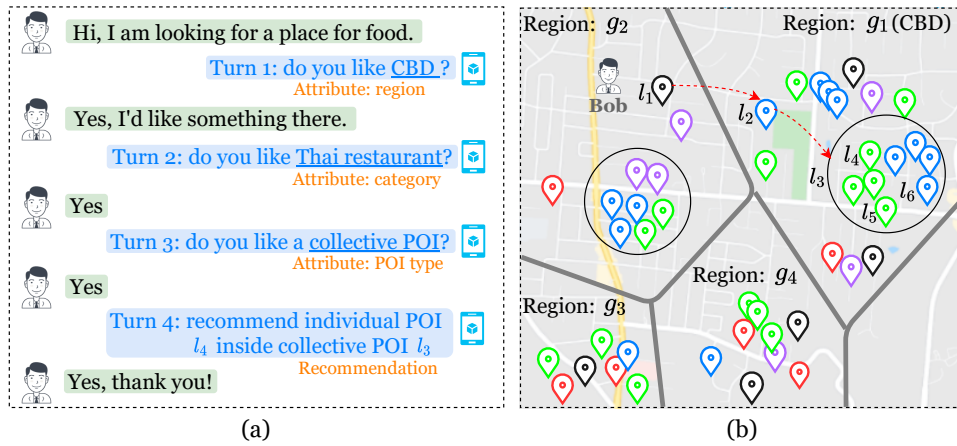 Hi, I am looking for a place for food.
Turn 1: do you like CBD ?
Attribute: region
Yes, I'd like something there.
Turn 2: do you like Thai restaurant?
Attribute: category
Yes
Turn 3: do you like a collective POI?
Attribute: POI type
Yes
Turn 4: recommend individual POI
l₄ inside collective POI l₃
Recommendation
Yes, thank you!
(a)
Region: g₂
Region: g₁ (CBD)
Bob
l₁
l₂
l₄
l₃
l₆
l₅
Region: g₄
Region:
g₃
(b)